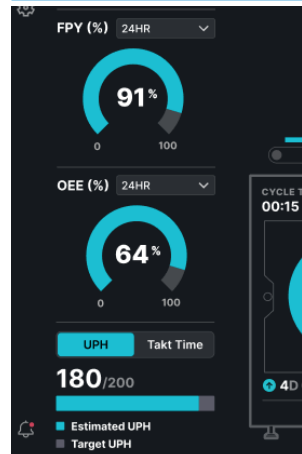 FPY (%) 24HR
91%
0 100
OEE (%) 24HR
64%
0 100
UPH Takt Time
180/200
Estimated UPH
Target UPH
CYCLE T
00:15
4D